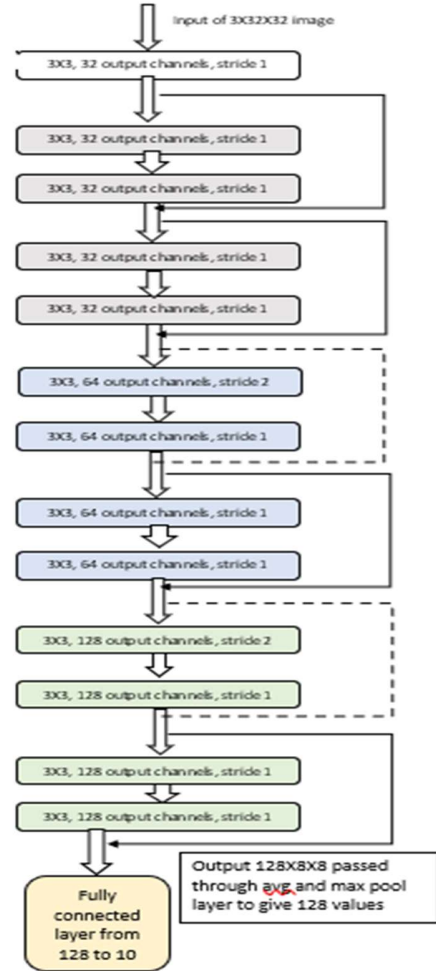 Input of 3X32X32 image
3X3, 32 output channels, stride 1
3X3, 32 output channels, stride 1
3X3, 32 output channels, stride 1
3X3, 32 output channels, stride 1
3X3, 32 output channels, stride 1
3X3, 64 output channels, stride 2
3X3, 64 output channels, stride 1
3X3, 64 output channels, stride 1
3X3, 64 output channels, stride 1
3X3, 128 output channels, stride 2
3X3, 128 output channels, stride 1
3X3, 128 output channels, stride 1
3X3, 128 output channels, stride 1
Output 128X8X8 passed
through avg and max pool
layer to give 128 values
Fully
connected
layer from
128 to 10